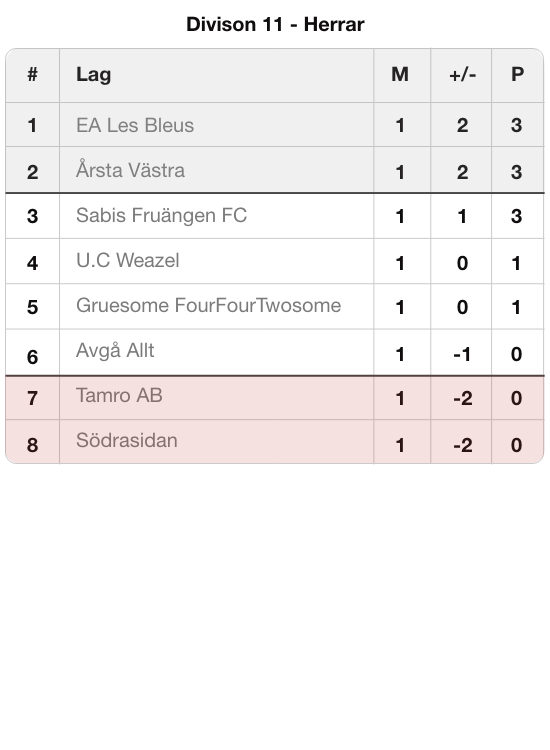 Divison 11 - Herrar
# Lag M +/- P
1 EA Les Bleus 1 2 3
2 Årsta Västra 1 2 3
3 Sabis Fruängen FC 1 1 3
4 U.C Weazel 1 0 1
5 Gruesome FourFourTwosome 1 0 1
6 Avgå Allt 1 -1 0
7 Tamro AB 1 -2 0
8 Södrasidan 1 -2 0